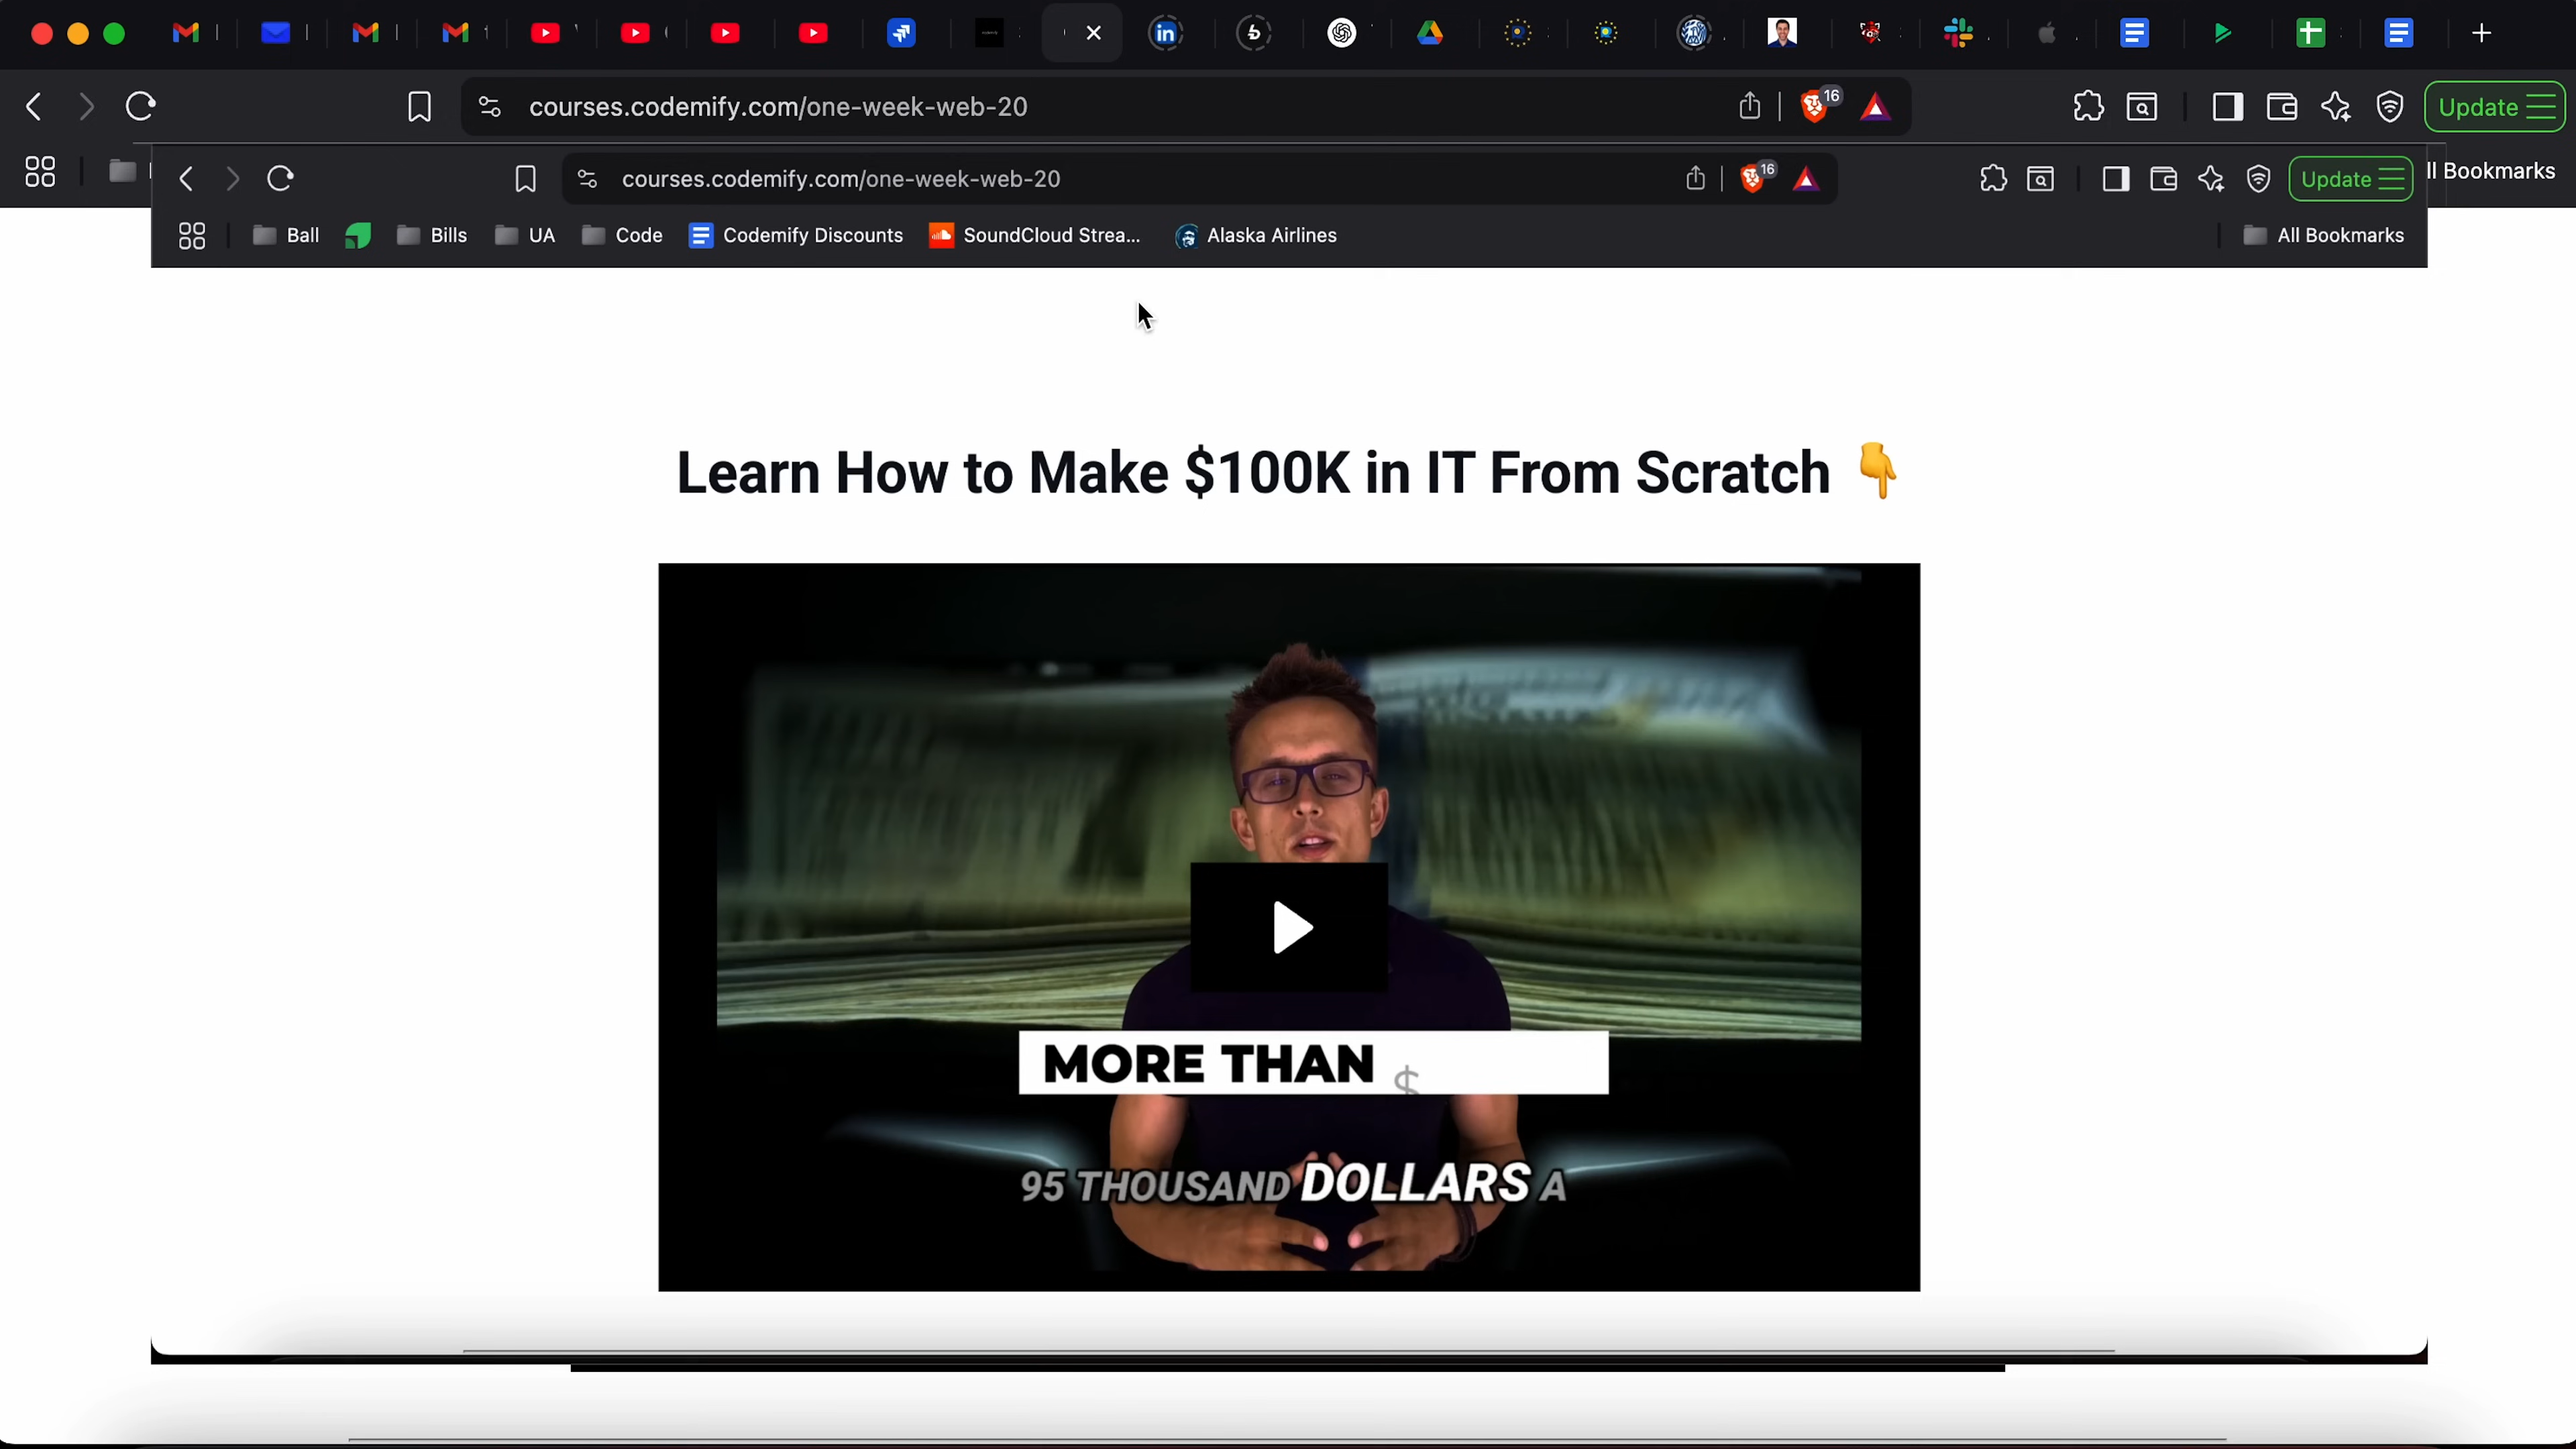 courses.codemify.com/one-week-web-20
16
Update
ll Bookmarks
courses.codemify.com/one-week-web-20
16
Update
Ball
Bills
UA
Code
Codemify Discounts
SoundCloud Strea...
Alaska Airlines
All Bookmarks
Learn How to Make $100K in IT From Scratch 👇
MORE THAN $
95 THOUSAND DOLLARS A